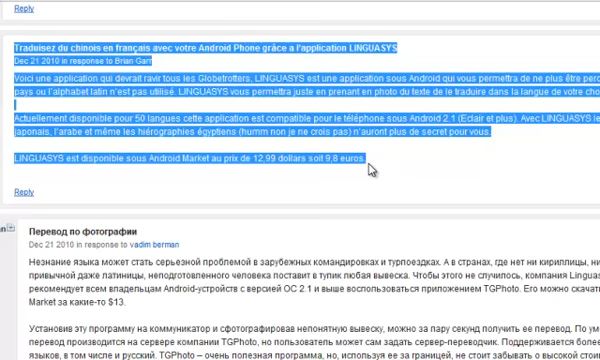 Reply
Traduisez du chinois en français avec votre Android Phone grâce a l'application LINGUASYS
Dec 21 2010 in response to Brian Garr
Voici une application qui devrait ravir tous les Globetrotters. LINGUASYS est une application sous Android qui vous permettra de ne plus être
pays ou l'alphabet latin n'est pas utilisé. LINGUASYS vous permettra juste en prenant en photo du texte de le traduire dans la langue de votre
Actuellement disponible pour 50 langues cette application est compatible pour le téléphone sous Android 2.1 (Eclair et plus). Avec LINGUASYS
japonais, l'arabe et même les hiérographies égyptiens (humm non je ne crois pas) n'auront plus de secret pour vous.
LINGUASYS est disponible sous Android Market au prix de 12,99 dollars soit 9,8 euros.
Reply
Перевод по фотографии
Dec 21 2010 in response to vadim berman
Незнание языка может стать серьезной проблемой в зарубежных командировках и турпоездках. А в странах, где нет ни кириллицы,
привычной даже латиницы, неподготовленного человека поставит в тупик любая вывеска. Чтобы этого не случилось, компания
рекомендует всем владельцам Android-устройств с версией ОС 2.1 и выше воспользоваться приложением TGPhoto. Его можно
Market за какие-то $13.
Установив эту программу на коммуникатор и сфотографировав непонятную вывеску, можно за пару секунд получить ее перевод. По
перевод производится на сервере компании TGPhoto, но пользователь может сам задать сервер-переводчик. Поддерживается
языков, в том числе и русский. TGPhoto – очень полезная программа, но, используя ее за границей, не стоит забывать о высокой